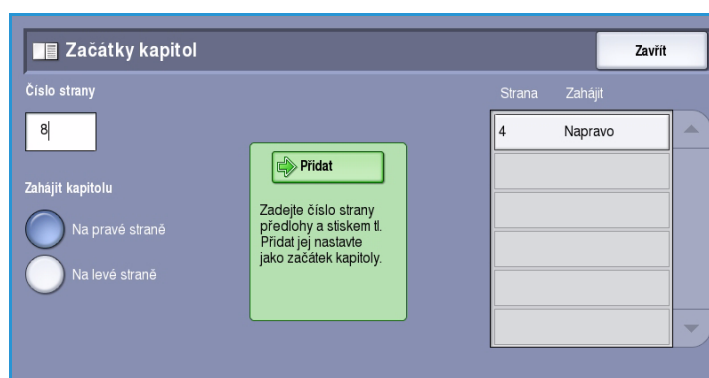 Začátky kapitol
Zavřít
Číslo strany
8
Zahájit kapitolu
Na pravé straně
Na levé straně
Přidat
Zadejte číslo strany
předlohy a stiskem tl.
Přidat jej nastavte
jako začátek kapitoly.
Strana Zahájit
4 Napravo